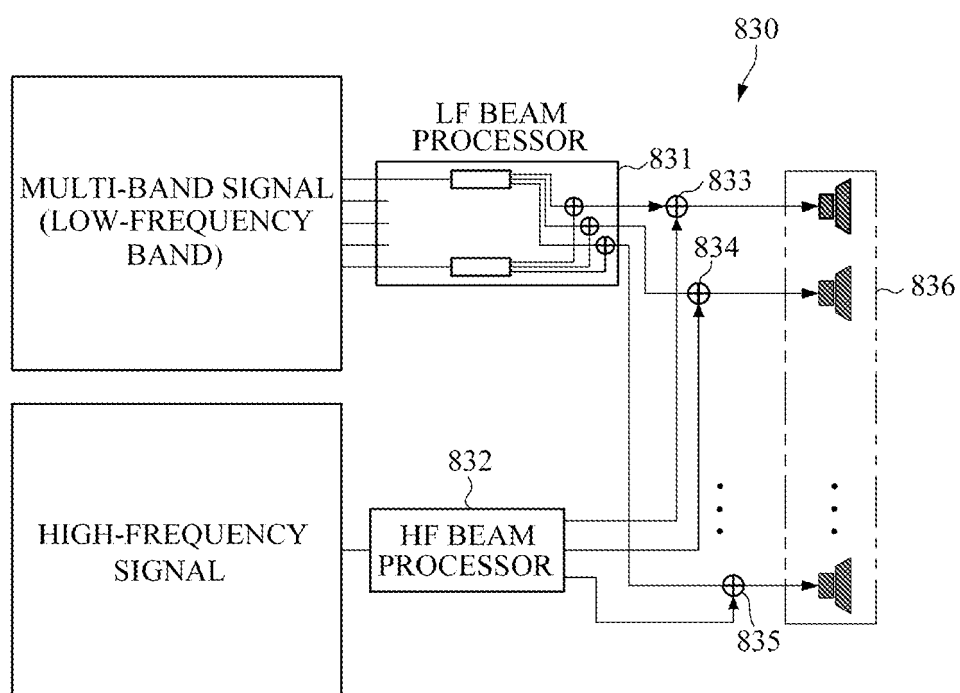 830
LF BEAM
PROCESSOR
831
833
MULTI-BAND SIGNAL
(LOW-FREQUENCY
BAND)
834
836
832
HIGH-FREQUENCY
SIGNAL
HF BEAM
PROCESSOR
835